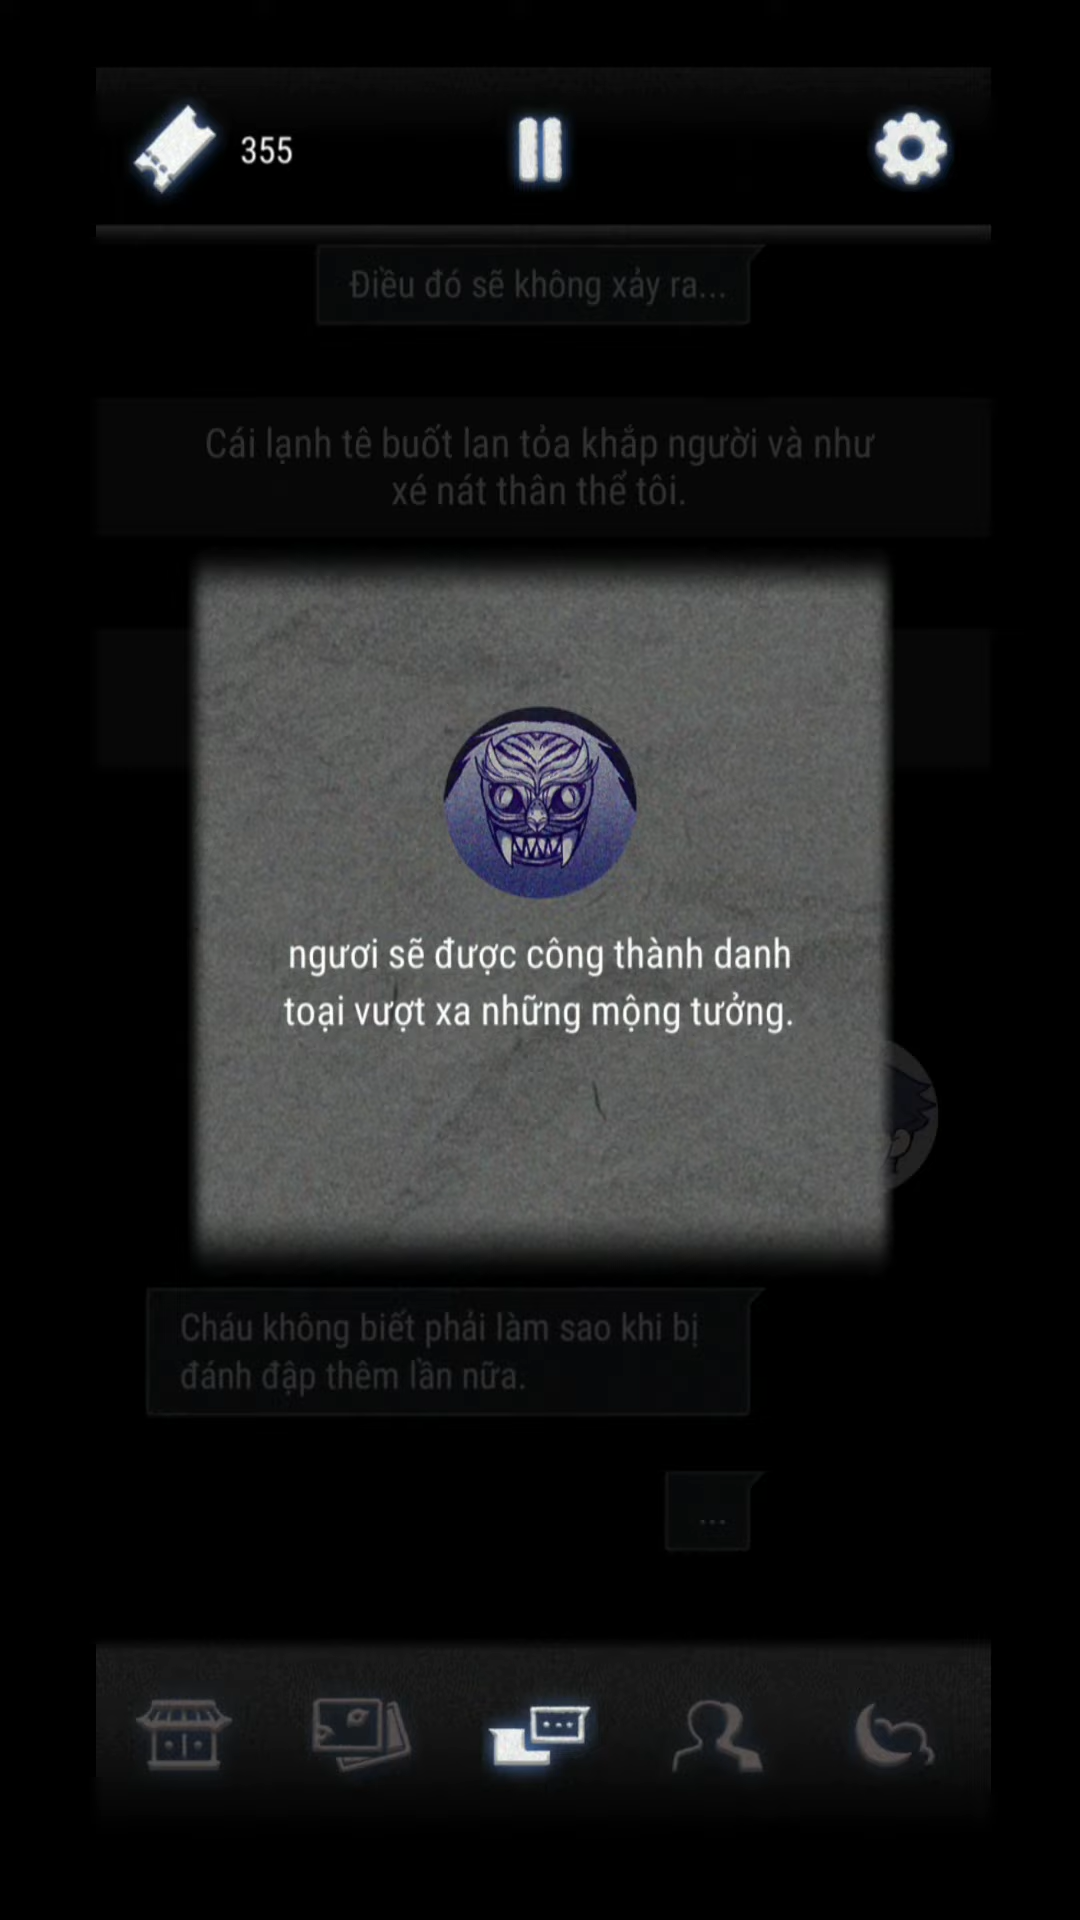 355
Điều đó sẽ không xảy ra...
Cái lạnh tê buốt lan tỏa khắp người và như
xé nát thân thể tôi.
ngươi sẽ được công thành danh
toại vượt xa những mộng tưởng.
Cháu không biết phải làm sao khi bị
đánh đập thêm lần nữa.
...